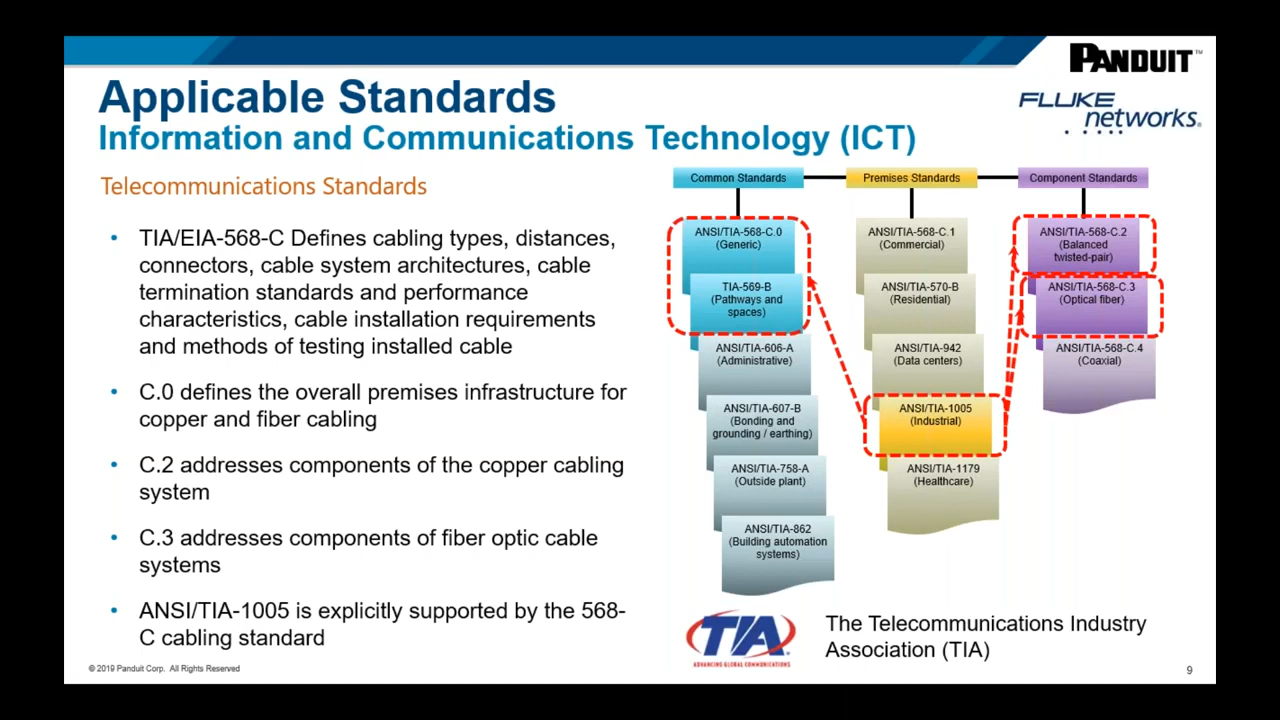 PANDUIT™
FLUKE
networks®
Applicable Standards
Information and Communications Technology (ICT)
Telecommunications Standards
• TIA/EIA-568-C Defines cabling types, distances,
connectors, cable system architectures, cable
termination standards and performance
characteristics, cable installation requirements
and methods of testing installed cable
• C.0 defines the overall premises infrastructure for
copper and fiber cabling
• C.2 addresses components of the copper cabling
system
• C.3 addresses components of fiber optic cable
systems
• ANSI/TIA-1005 is explicitly supported by the 568-
C cabling standard
Common Standards
ANSI/TIA-568-C.0
(Generic)
TIA-569-B
(Pathways and
spaces)
ANSI/TIA-606-A
(Administrative)
ANSI/TIA-607-B
(Bonding and
grounding / earthing)
ANSI/TIA-758-A
(Outside plant)
ANSI/TIA-862
(Building automation
systems)
Premises Standards
ANSI/TIA-568-C.1
(Commercial)
ANSI/TIA-570-B
(Residential)
ANSI/TIA-942
(Data centers)
ANSI/TIA-1005
(Industrial)
ANSI/TIA-1179
(Healthcare)
Component Standards
ANSI/TIA-568-C.2
(Balanced
twisted-pair)
ANSI/TIA-568-C.3
(Optical fiber)
ANSI/TIA-568-C.4
(Coaxial)
TIA
ADVANCING GLOBAL COMMUNICATIONS
The Telecommunications Industry
Association (TIA)
© 2019 Panduit Corp. All Rights Reserved
9